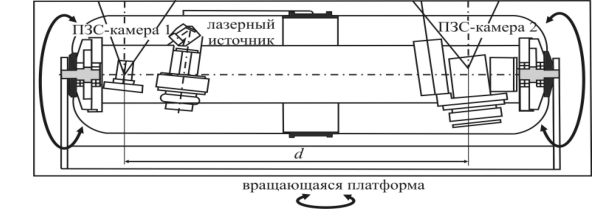 ПЗС-камера 1
лазерный
источник
ПЗС-камера 2
d
вращающаяся платформа